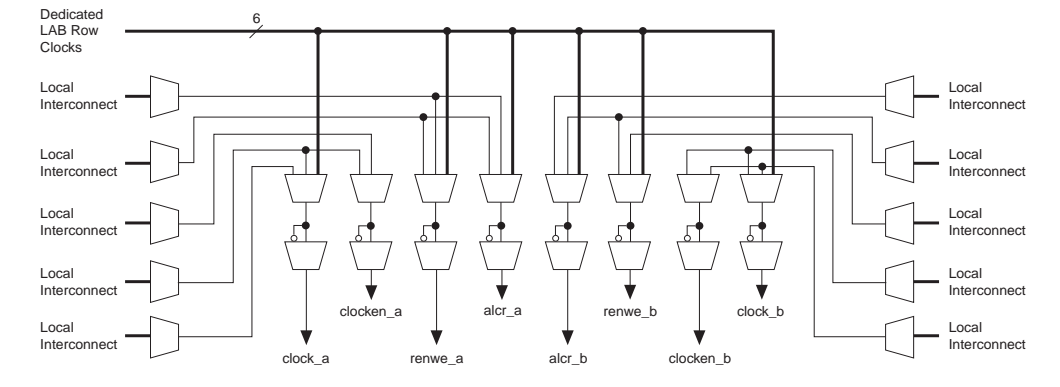 Dedicated
LAB Row
Clocks
6
Local
Interconnect
Local
Interconnect
Local
Interconnect
Local
Interconnect
Local
Interconnect
Local
Interconnect
Local
Interconnect
Local
Interconnect
Local
Interconnect
Local
Interconnect
clocken_a
alcr_a
renwe_b
clock_b
clock_a
renwe_a
alcr_b
clocken_b